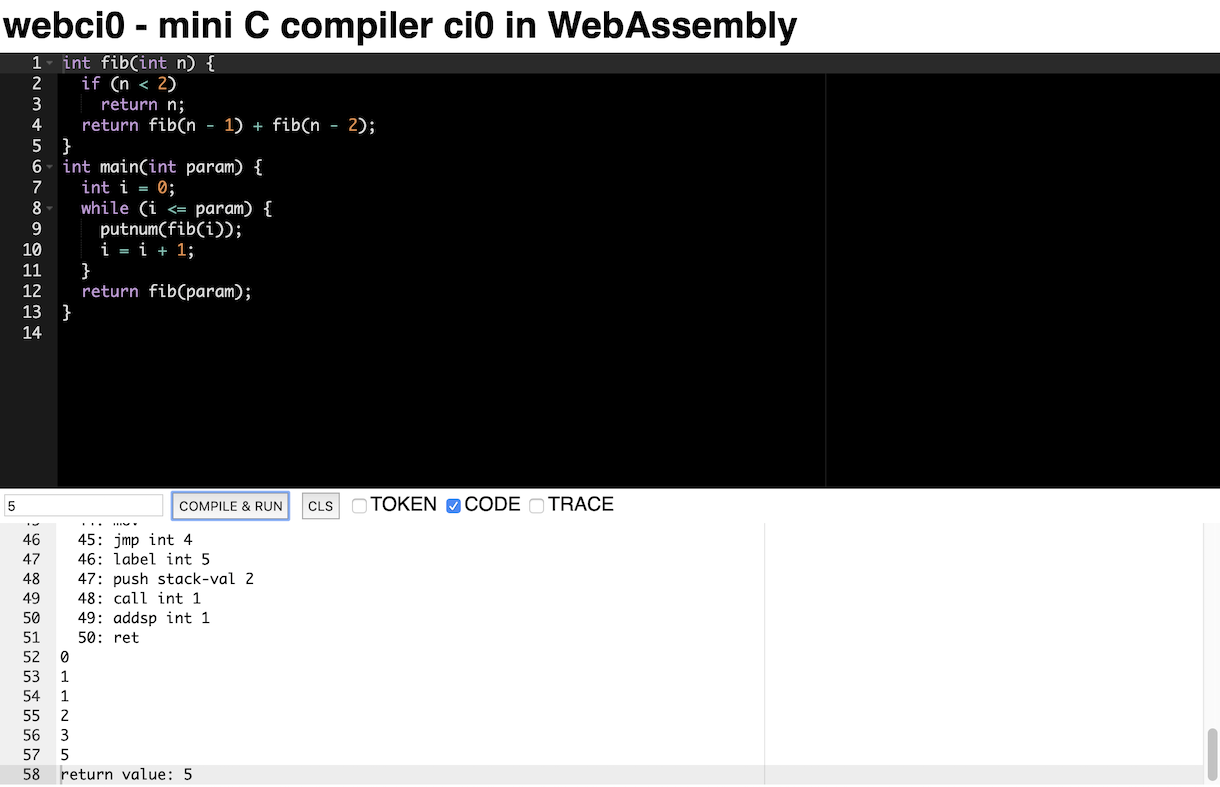 webci0 - mini C compiler ci0 in WebAssembly
1 int fib(int n) {
2   if (n < 2)
3     return n;
4   return fib(n - 1) + fib(n - 2);
5 }
6 int main(int param) {
7   int i = 0;
8   while (i <= param) {
9     putnum(fib(i));
10     i = i + 1;
11   }
12   return fib(param);
13 }
14
5 COMPILE & RUN CLS TOKEN CODE TRACE
46   45: jmp int 4
47   46: label int 5
48   47: push stack-val 2
49   48: call int 1
50   49: addsp int 1
51   50: ret
52 0
53 1
54 1
55 2
56 3
57 5
58 return value: 5